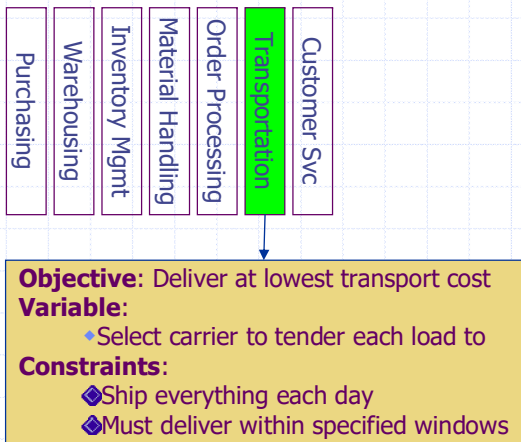 Purchasing
Warehousing
Inventory Mgmt
Material Handling
Order Processing
Transportation
Customer Svc
Objective: Deliver at lowest transport cost
Variable:
Select carrier to tender each load to
Constraints:
Ship everything each day
Must deliver within specified windows